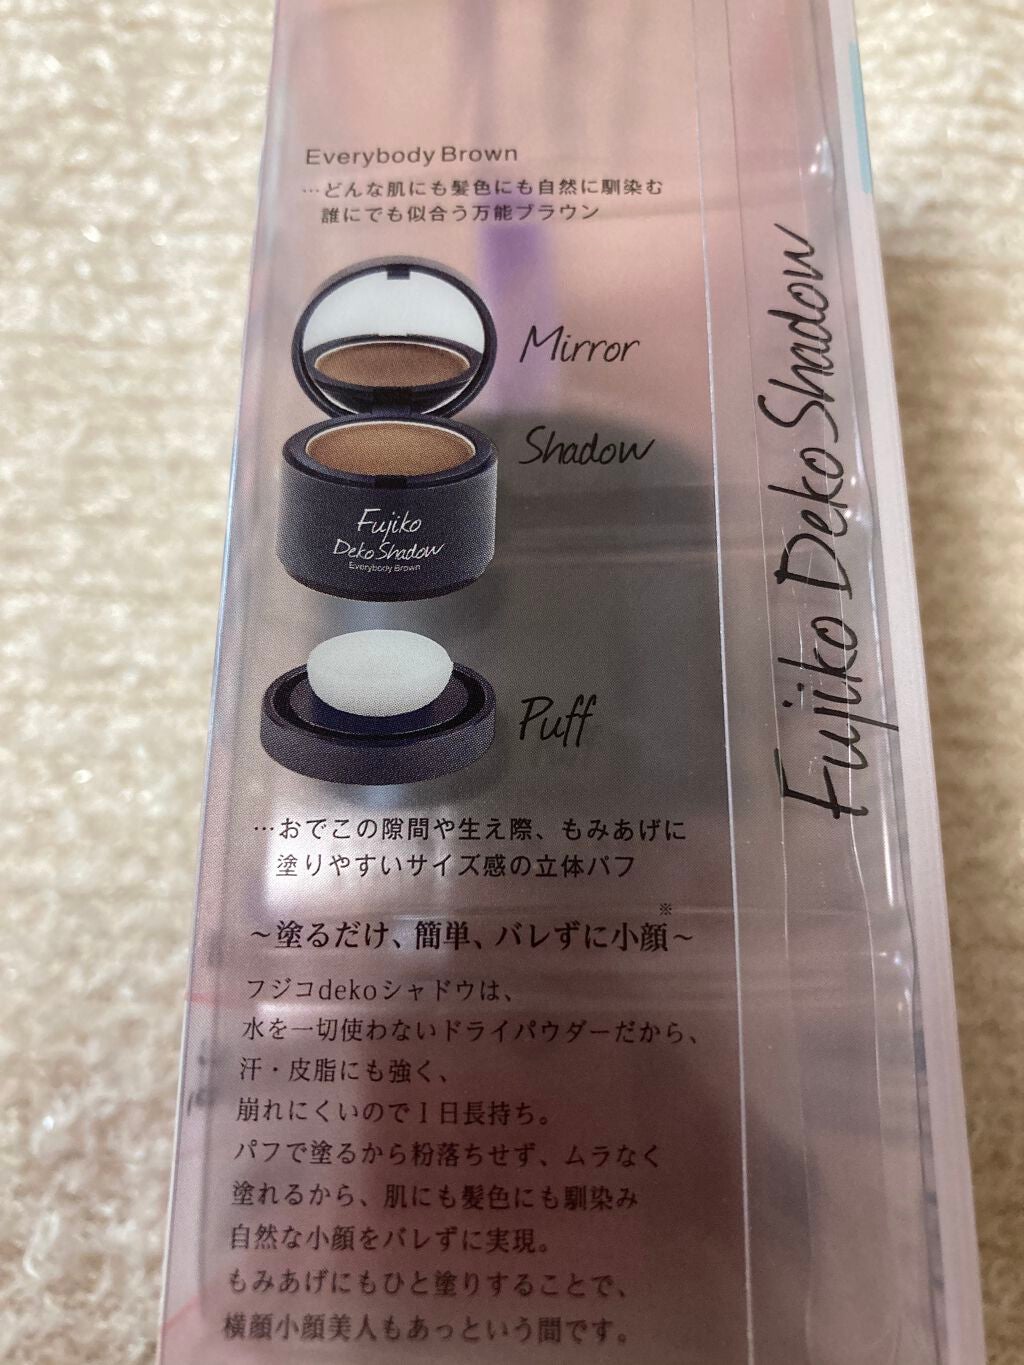 Everybody Brown
…どんな肌にも髪色にも自然に馴染む
誰にでも似合う万能ブラウン
Mirror
Shadow
Fujiko
Deko Shadow
Everybody Brown
Puff
…おでこの隙間や生え際、もみあげに
塗りやすいサイズ感の立体パフ
※
～塗るだけ、簡単、バレずに小顔～
フジコdekoシャドウは、
水を一切使わないドライパウダーだから、
汗・皮脂にも強く、
崩れにくいので1日長持ち。
パフで塗るから粉落ちせず、ムラなく
塗れるから、肌にも髪色にも馴染み
自然な小顔をバレずに実現。
もみあげにもひと塗りすることで、
横顔小顔美人もあっという間です。
Fujiko Deko Shadow